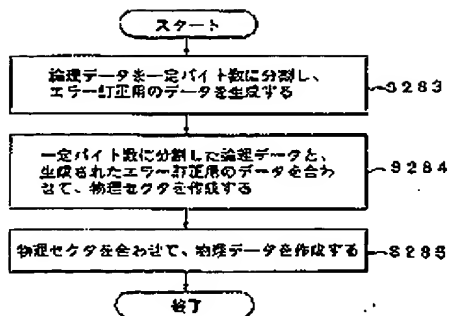 スタート
論理データを一定バイト数に分割し、
エラー訂正用のデータを生成する
S283
一定バイト数に分割した論理データと、
生成されたエラー訂正用のデータを合わ
せて、物理セクタを作成する
S284
物理セクタを合わせて、物理データを作成する
S285
終了